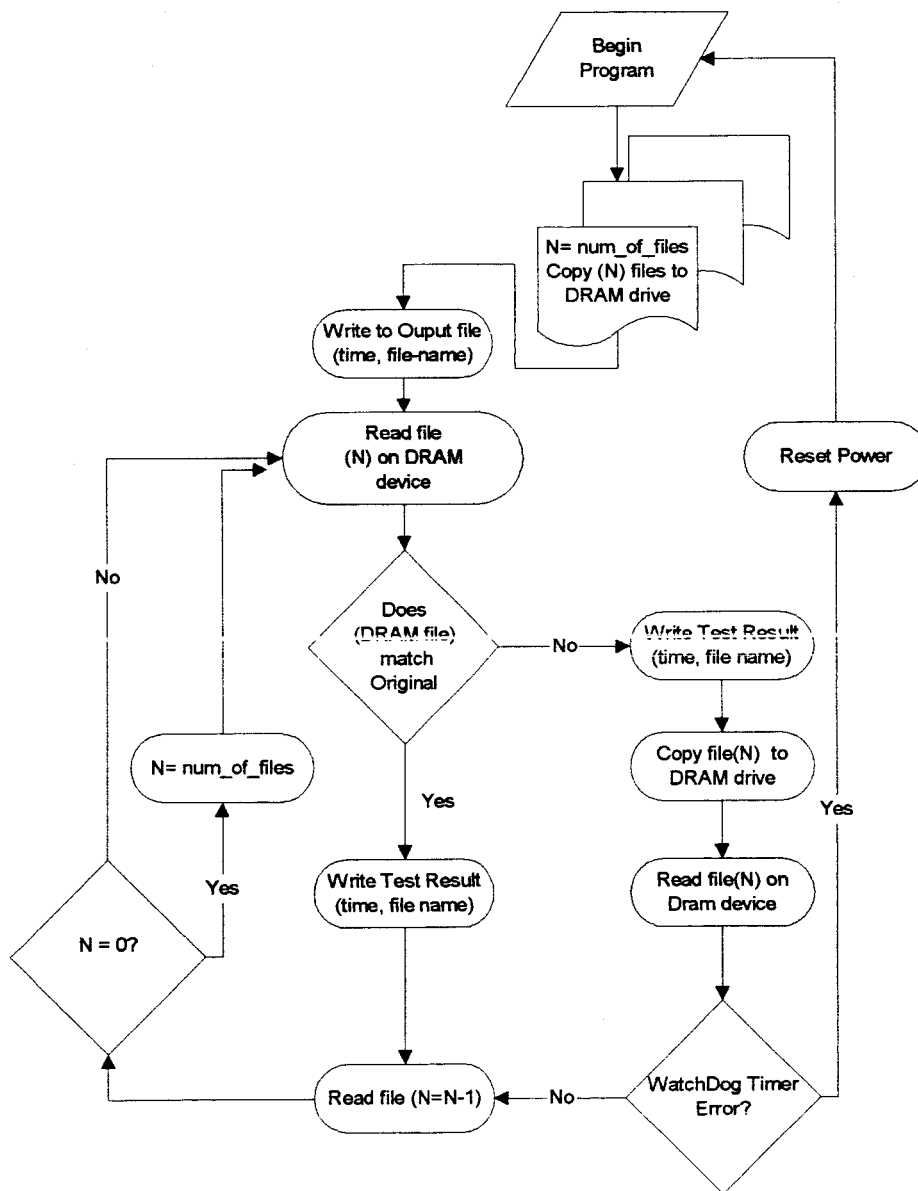 Begin
Program
N= num_of_files
Copy (N) files to
DRAM drive
Write to Ouput file
(time, file-name)
Read file
(N) on DRAM
device
Reset Power
No
Does
(DRAM file)
match
Original
No
Write Test Result
(time, file name)
N= num_of_files
Copy file(N) to
DRAM drive
Yes
Yes
Yes
Write Test Result
(time, file name)
Read file(N) on
Dram device
N = 0?
WatchDog Timer
Error?
No
Read file (N=N-1)